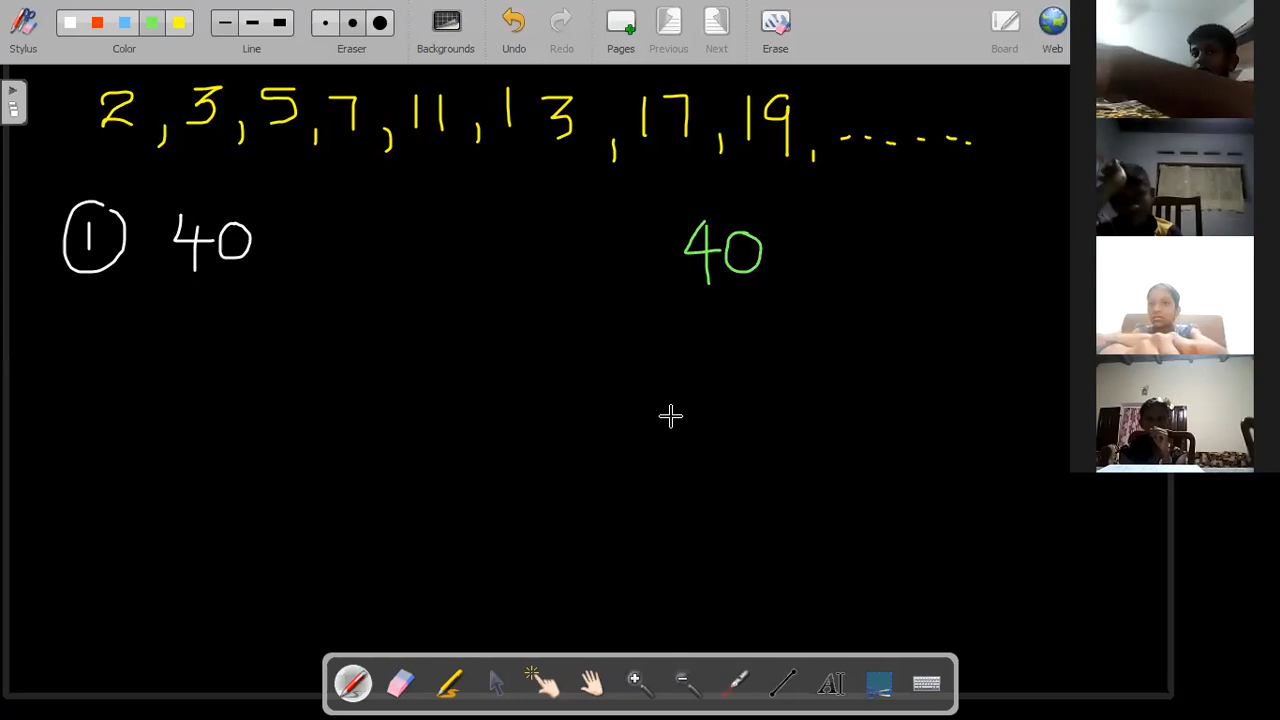 Stylus Color Line Eraser Backgrounds Undo Redo Pages Previous Next Erase Board Web
2, 3, 5, 7, 11, 13, 17, 19, ......
① 40 40
AI